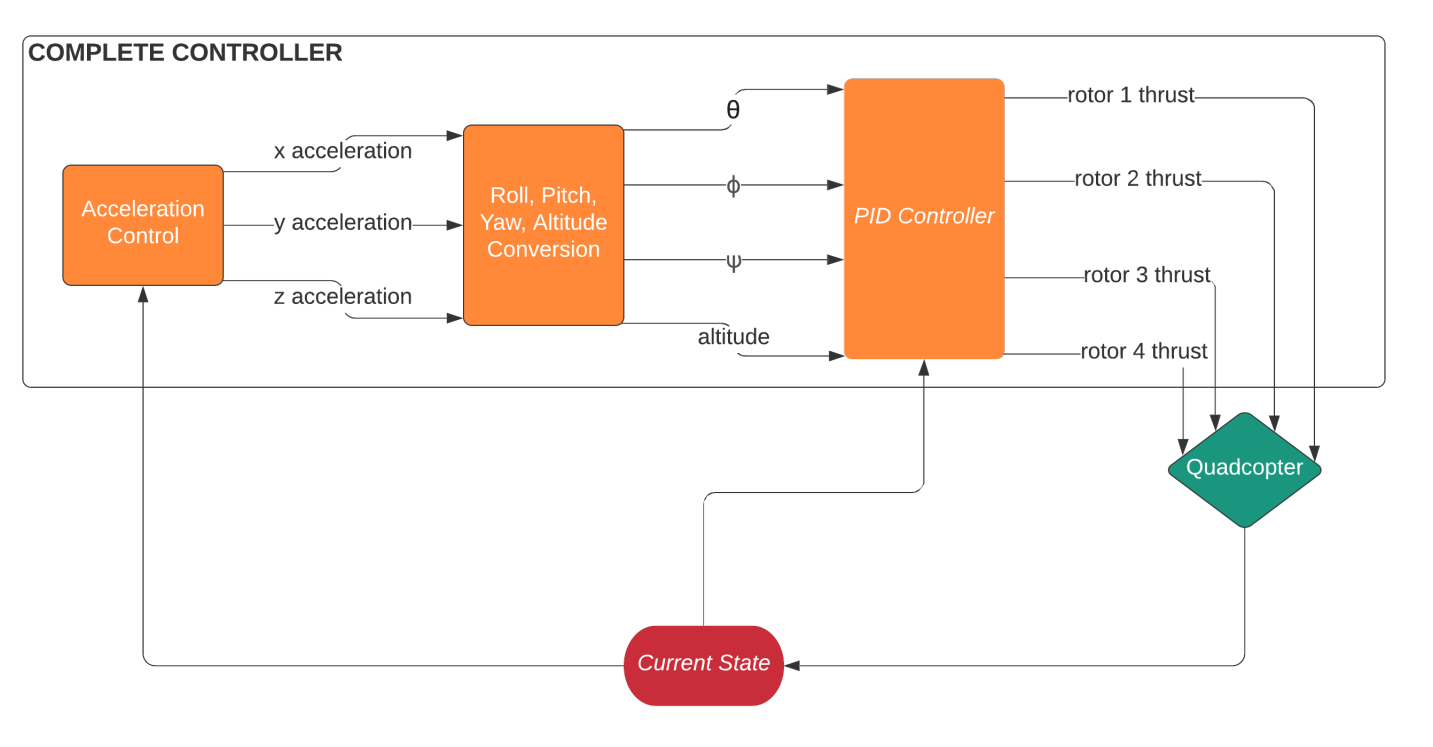 COMPLETE CONTROLLER
Acceleration
Control
x acceleration
y acceleration
z acceleration
Roll, Pitch,
Yaw, Altitude
Conversion
θ
ϕ
ψ
altitude
PID Controller
rotor 1 thrust
rotor 2 thrust
rotor 3 thrust
rotor 4 thrust
Quadcopter
Current State